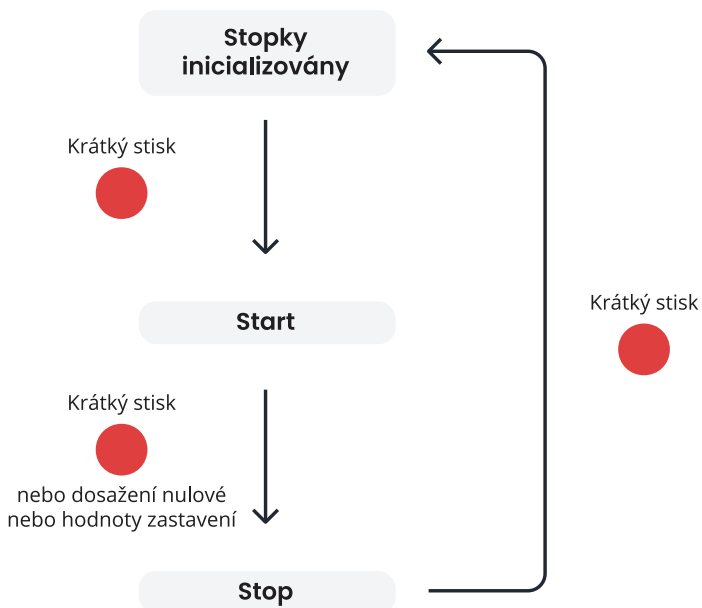 Stopky
inicializovány
Krátký stisk
Start
Krátký stisk
Krátký stisk
nebo dosažení nulové
nebo hodnoty zastavení
Stop